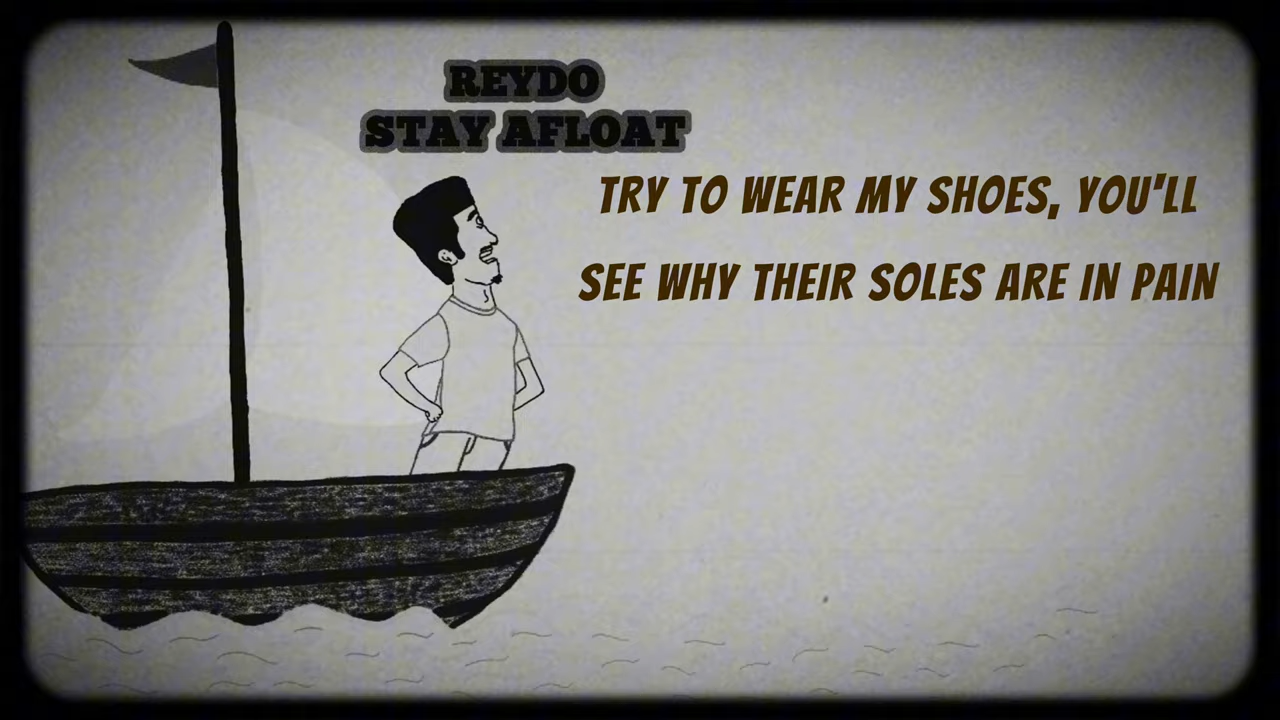 REYDO
STAY AFLOAT
TRY TO WEAR MY SHOES, YOU'LL
SEE WHY THEIR SOLES ARE IN PAIN